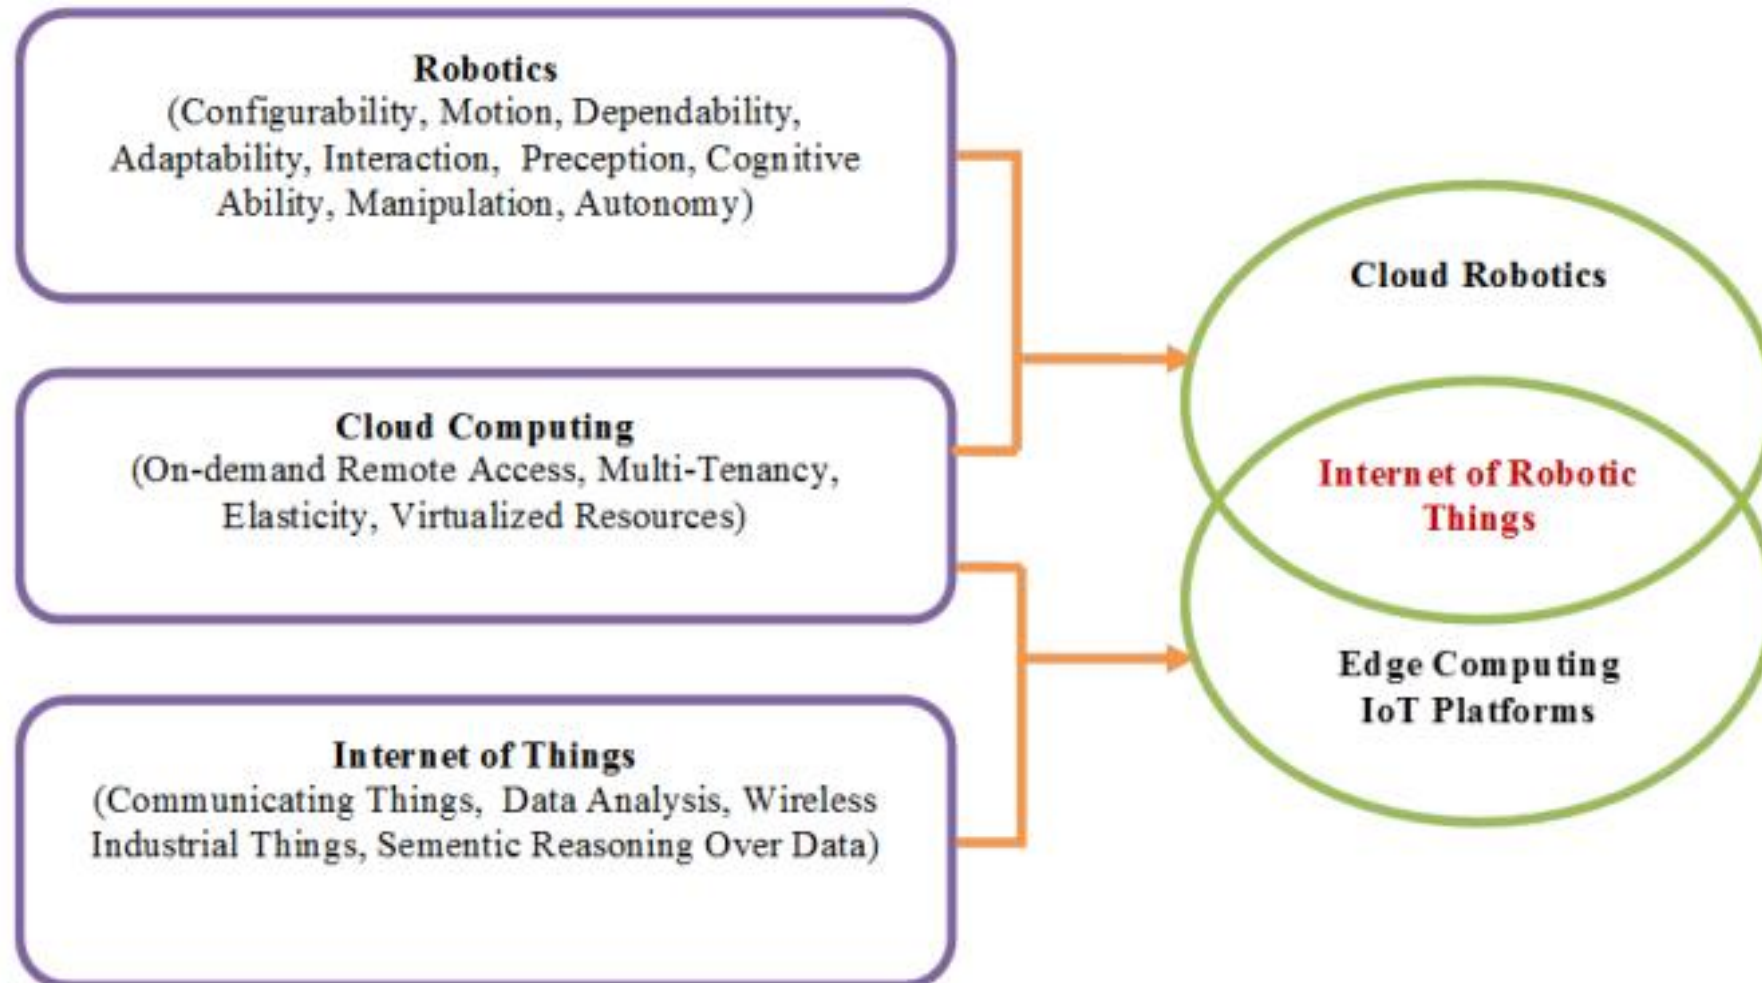 Robotics
(Configurability, Motion, Dependability,
Adaptability, Interaction, Preception, Cognitive
Ability, Manipulation, Autonomy)
Cloud Computing
(On-demand Remote Access, Multi-Tenancy,
Elasticity, Virtualized Resources)
Internet of Things
(Communicating Things, Data Analysis, Wireless
Industrial Things, Sementic Reasoning Over Data)
Cloud Robotics
Internet of Robotic
Things
Edge Computing
IoT Platforms